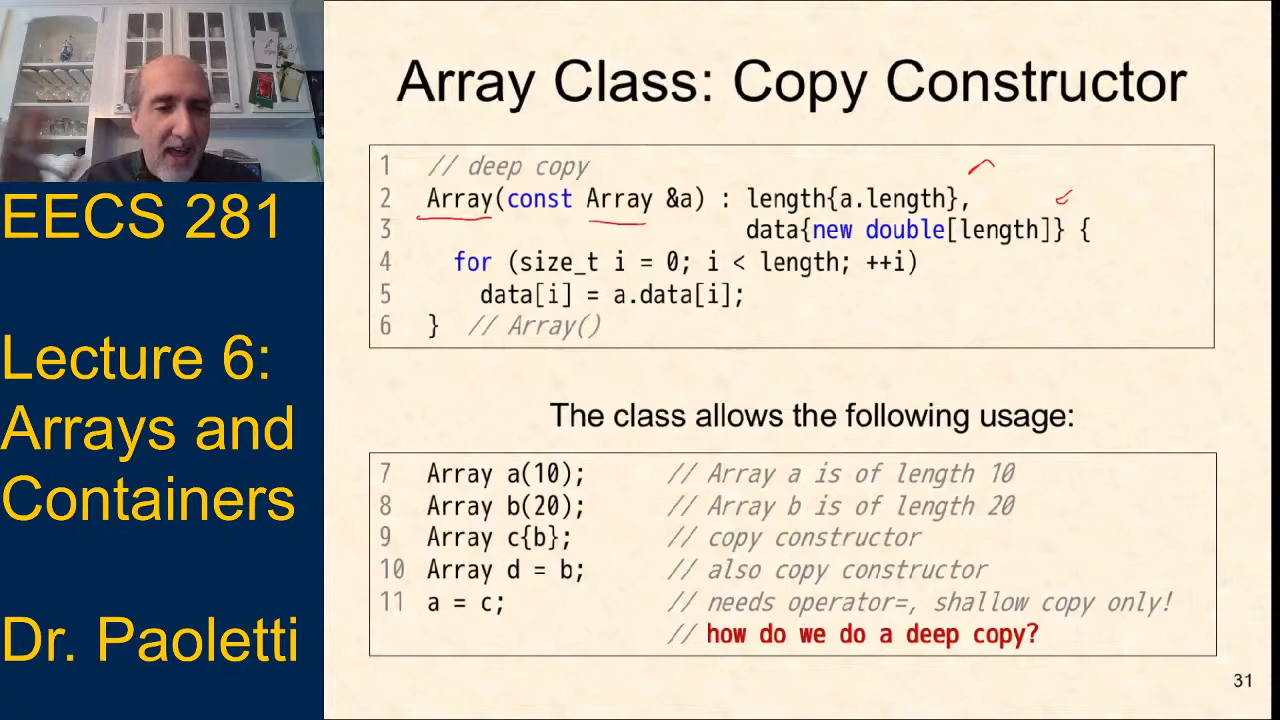 EECS 281
Lecture 6:
Arrays and
Containers
Dr. Paoletti
Array Class: Copy Constructor
1 // deep copy
2 Array(const Array &a) : length{a.length},
3 data{new double[length]} {
4 for (size_t i = 0; i < length; ++i)
5 data[i] = a.data[i];
6 } // Array()
The class allows the following usage:
7 Array a(10); // Array a is of length 10
8 Array b(20); // Array b is of length 20
9 Array c{b}; // copy constructor
10 Array d = b; // also copy constructor
11 a = c; // needs operator=, shallow copy only!
// how do we do a deep copy?
31